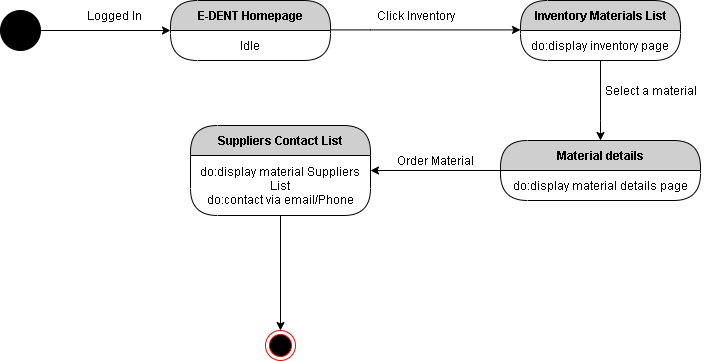 Logged In
E-DENT Homepage
Idle
Click Inventory
Inventory Materials List
do:display inventory page
Select a material
Material details
do:display material details page
Order Material
Suppliers Contact List
do:display material Suppliers
List
do:contact via email/Phone